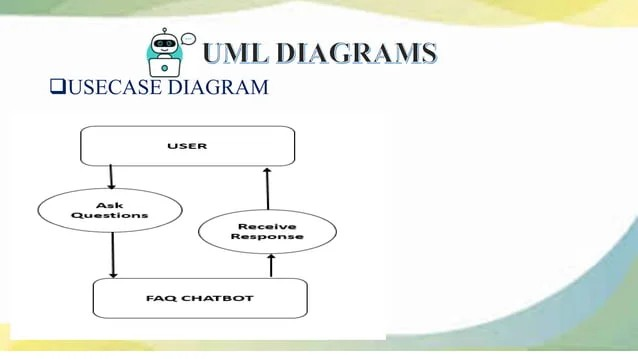 UML DIAGRAMS
❑USECASE DIAGRAM
USER
Ask
Questions
Receive
Response
FAQ CHATBOT